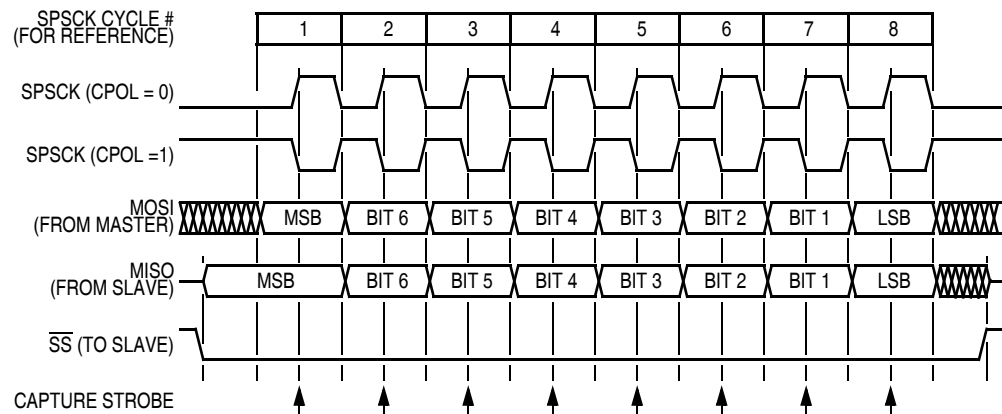 SPSCK CYCLE #
(FOR REFERENCE)
1 2 3 4 5 6 7 8
SPSCK (CPOL = 0)
SPSCK (CPOL =1)
MOSI
(FROM MASTER)
MSB BIT 6 BIT 5 BIT 4 BIT 3 BIT 2 BIT 1 LSB
MISO
(FROM SLAVE)
MSB BIT 6 BIT 5 BIT 4 BIT 3 BIT 2 BIT 1 LSB
SS (TO SLAVE)
CAPTURE STROBE